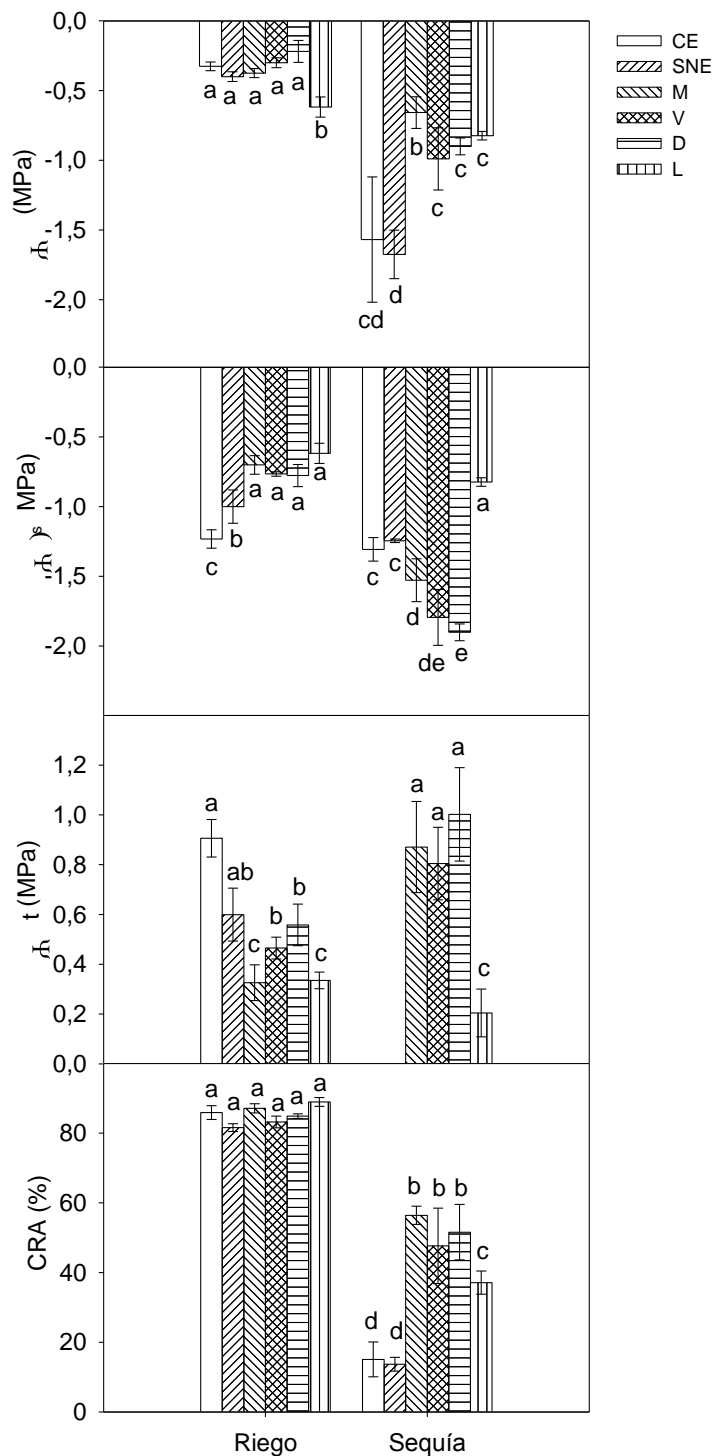 0,0
-0,5
-1,0
-1,5
-2,0
(MPa)
a a a a a b
cd d b c c c
CE
SNE
M
V
D
L
0,0
-0,5
-1,0
-1,5
-2,0
s MPa)
c b a a a a
c c d de e a
1,2
1,0
0,8
0,6
0,4
0,2
0,0
t (MPa)
a ab c b b c
a a a c
80
60
40
20
0
CRA (%)
a a a a a a
d d b b b c
Riego Sequía